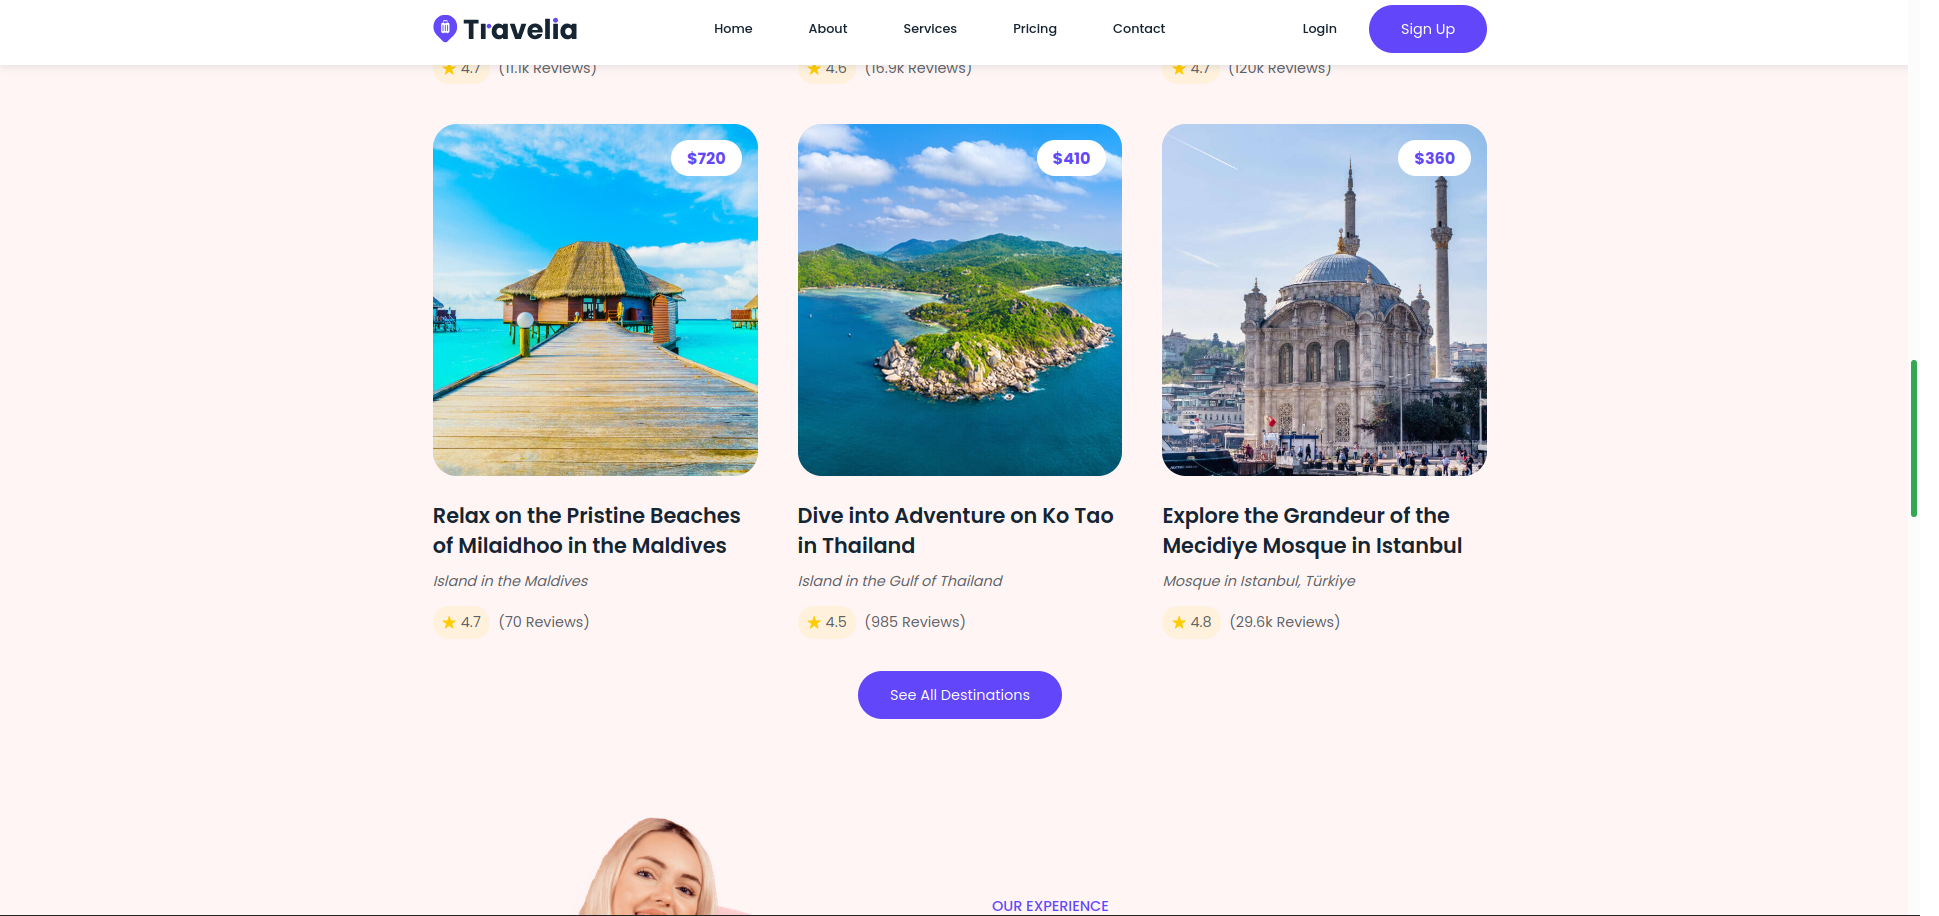 Travelia
Home
About
Services
Pricing
Contact
Login
Sign Up
4.7 (11.1k Reviews)
4.6 (16.9k Reviews)
4.7 (120k Reviews)
$720
$410
$360
Relax on the Pristine Beaches
of Milaidhoo in the Maldives
Island in the Maldives
4.7 (70 Reviews)
Dive into Adventure on Ko Tao
in Thailand
Island in the Gulf of Thailand
4.5 (985 Reviews)
Explore the Grandeur of the
Mecidiye Mosque in Istanbul
Mosque in Istanbul, Türkiye
4.8 (29.6k Reviews)
See All Destinations
OUR EXPERIENCE